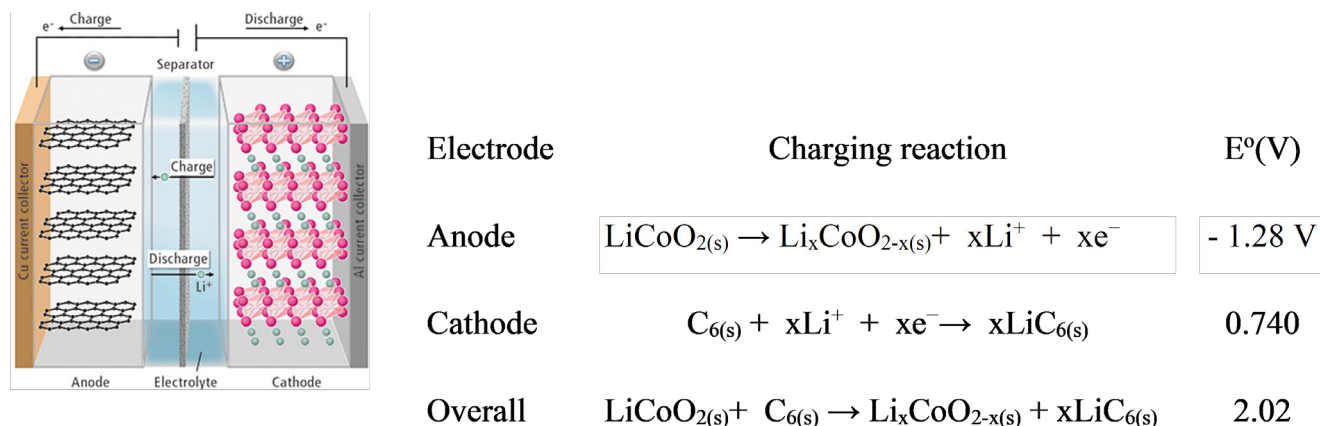 e⁻ Charge Discharge e⁻
− Separator +
Cu current collector
Charge
Discharge
Li⁺
Al current collector
Anode Electrolyte Cathode
Electrode Charging reaction Eº(V)
Anode LiCoO₂₍ₛ₎ → LiₓCoO₂₋ₓ₍ₛ₎+ xLi⁺ + xe⁻ - 1.28 V
Cathode C₆₍ₛ₎ + xLi⁺ + xe⁻→ xLiC₆₍ₛ₎ 0.740
Overall LiCoO₂₍ₛ₎+ C₆₍ₛ₎ → LiₓCoO₂₋ₓ₍ₛ₎ + xLiC₆₍ₛ₎ 2.02